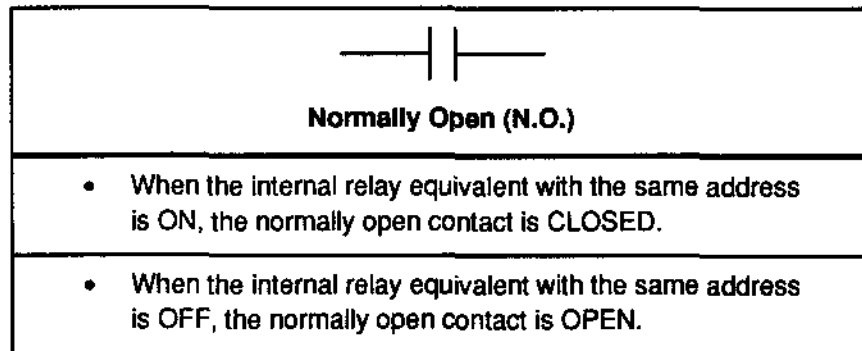 Normally Open (N.O.)
• When the internal relay equivalent with the same address
is ON, the normally open contact is CLOSED.
• When the internal relay equivalent with the same address
is OFF, the normally open contact is OPEN.